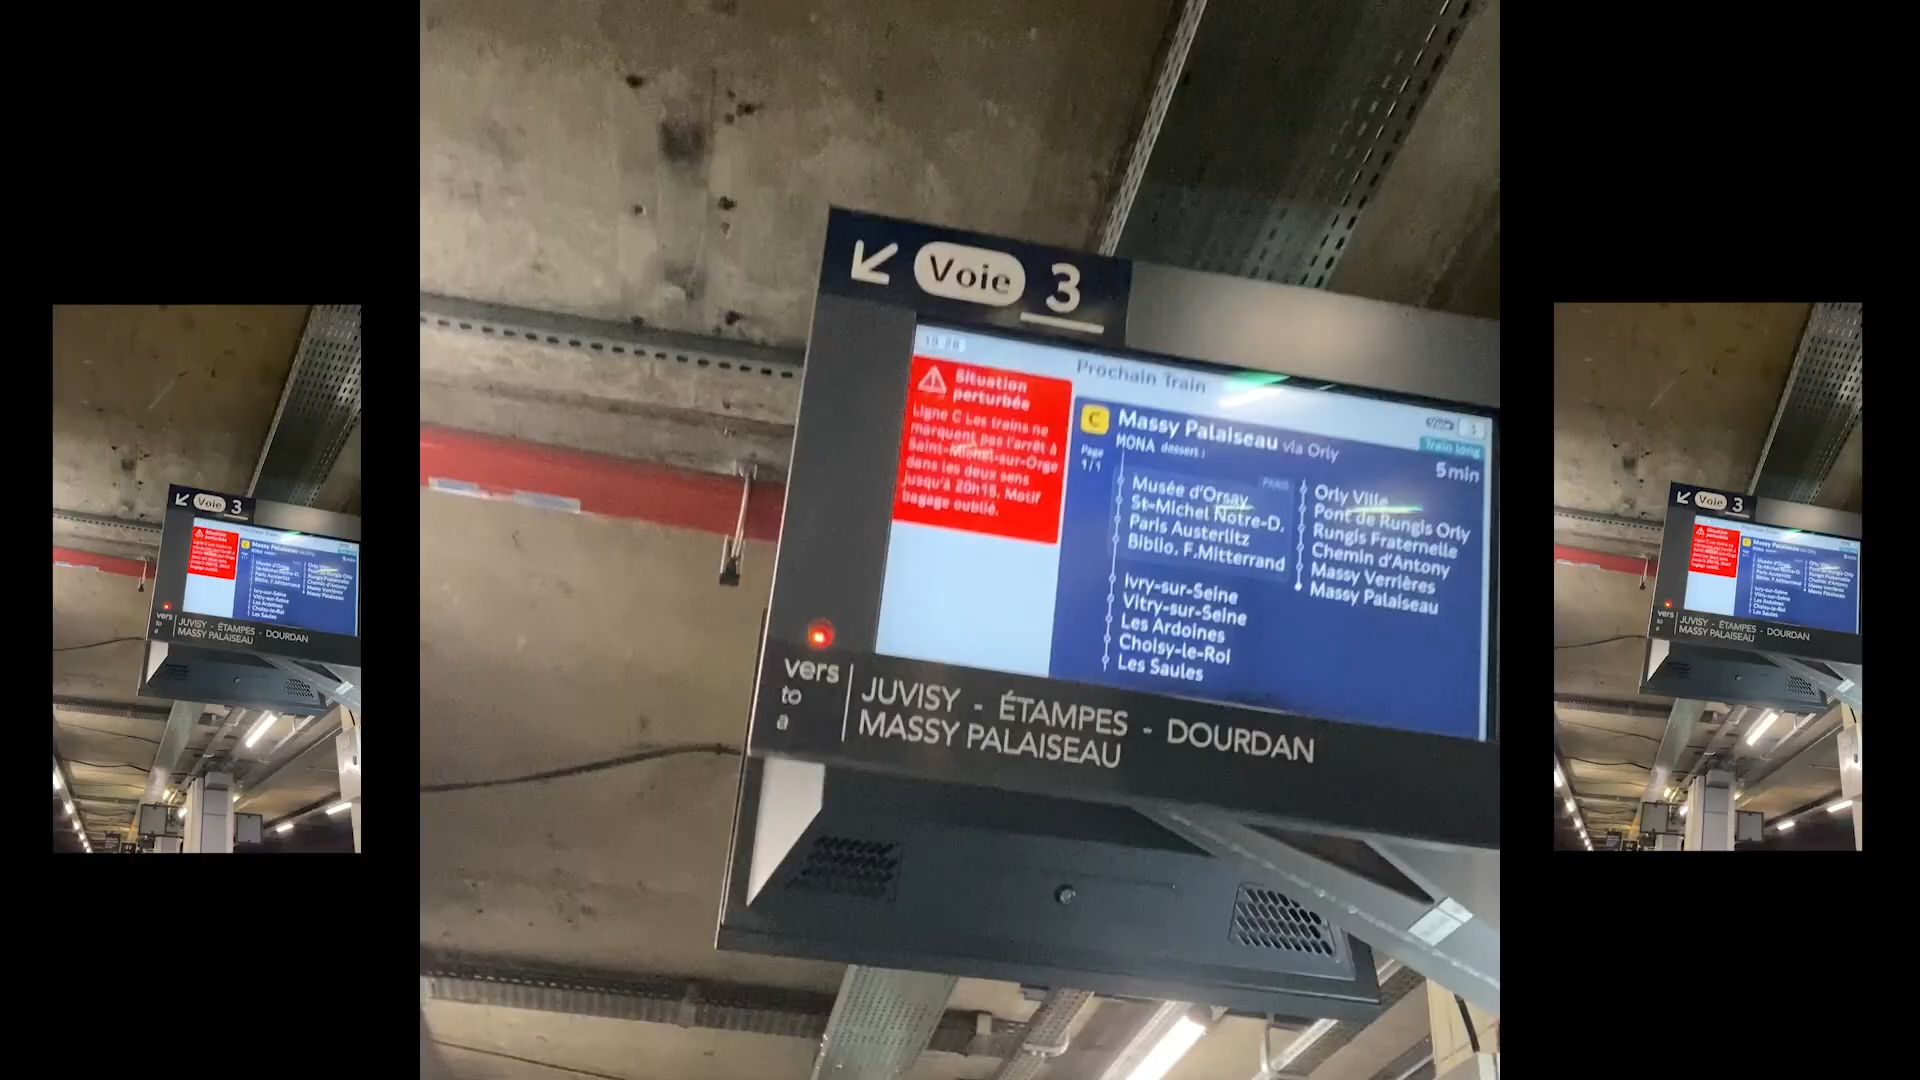 Voie 3
Prochain Train
Situation
perturbée
Ligne C Les trains ne
marquent pas l'arrêt à
Saint-Michel-sur-Orge
dans les deux sens
jusqu'à 20h15, Motif
bagage oublié.
C Massy Palaiseau via Orly
Voie 1
Train long
5min
Page
1/1
MONA dessert :
PARIS
Musée d'Orsay
St-Michel Notre-D.
Paris Austerlitz
Biblio. F.Mitterrand
Ivry-sur-Seine
Vitry-sur-Seine
Les Ardoines
Choisy-le-Roi
Les Saules
Orly Ville
Pont de Rungis Orly
Rungis Fraternelle
Chemin d'Antony
Massy Verrières
Massy Palaiseau
vers
to
a
JUVISY - ÉTAMPES - DOURDAN
MASSY PALAISEAU